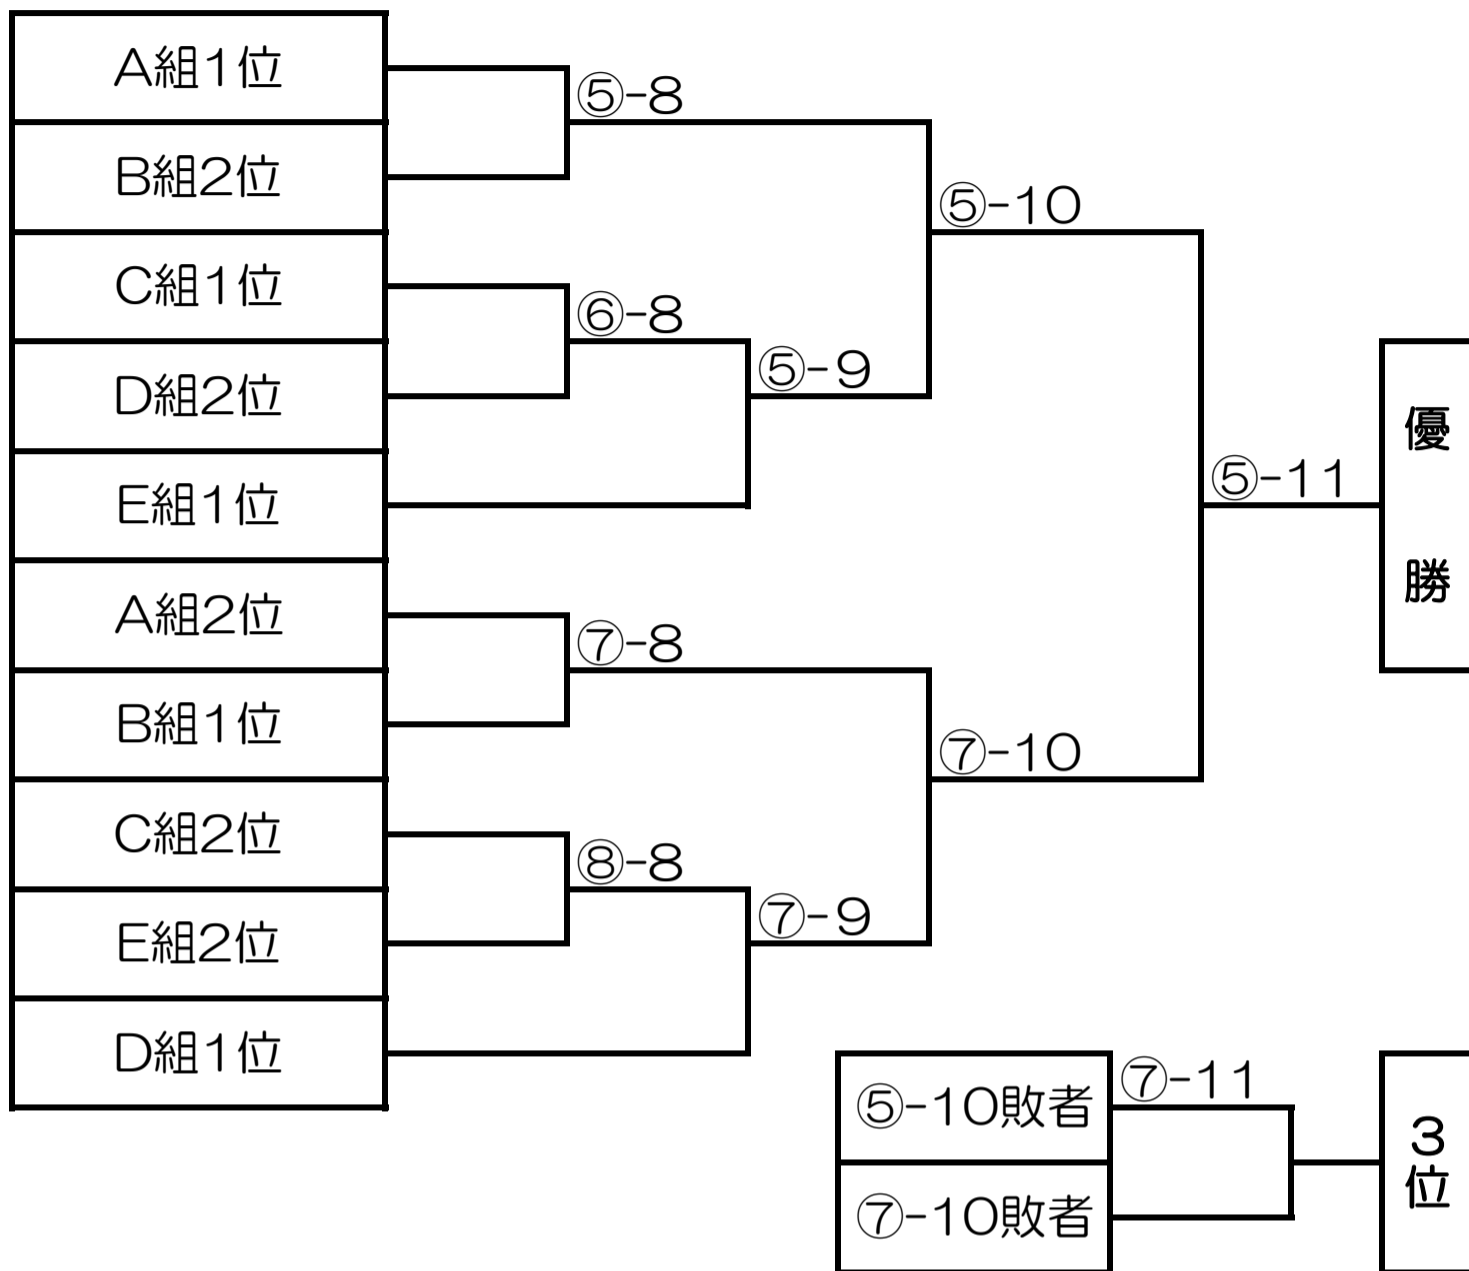 A組1位
B組2位
C組1位
D組2位
E組1位
A組2位
B組1位
C組2位
E組2位
D組1位
⑤-8
⑥-8
⑤-9
⑤-10
⑦-8
⑧-8
⑦-9
⑦-10
⑤-11
優勝
⑤-10敗者
⑦-10敗者
⑦-11
3位